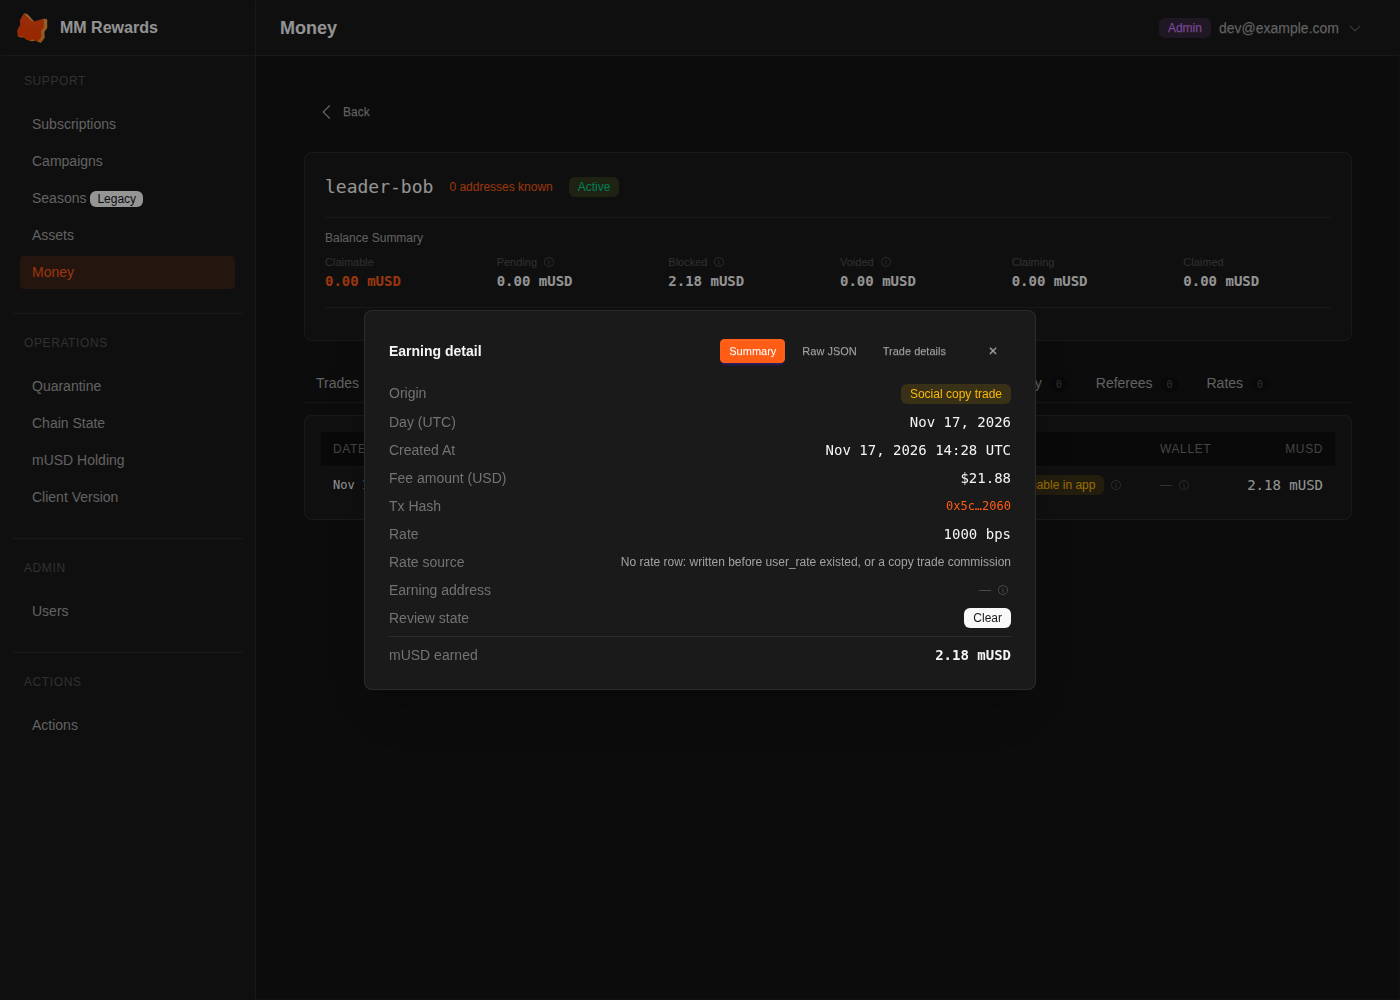 MM Rewards
Money
Admin dev@example.com
SUPPORT
Subscriptions
Campaigns
Seasons Legacy
Assets
Money
OPERATIONS
Quarantine
Chain State
mUSD Holding
Client Version
ADMIN
Users
ACTIONS
Actions
Back
leader-bob 0 addresses known Active
Balance Summary
Claimable Pending Blocked Voided Claiming Claimed
0.00 mUSD 0.00 mUSD 2.18 mUSD 0.00 mUSD 0.00 mUSD 0.00 mUSD
Trades 0 Referees 0 Rates 0
DATE WALLET MUSD
Nov able in app — 2.18 mUSD
Earning detail Summary Raw JSON Trade details ×
Origin Social copy trade
Day (UTC) Nov 17, 2026
Created At Nov 17, 2026 14:28 UTC
Fee amount (USD) $21.88
Tx Hash 0x5c…2060
Rate 1000 bps
Rate source No rate row: written before user_rate existed, or a copy trade commission
Earning address —
Review state Clear
mUSD earned 2.18 mUSD